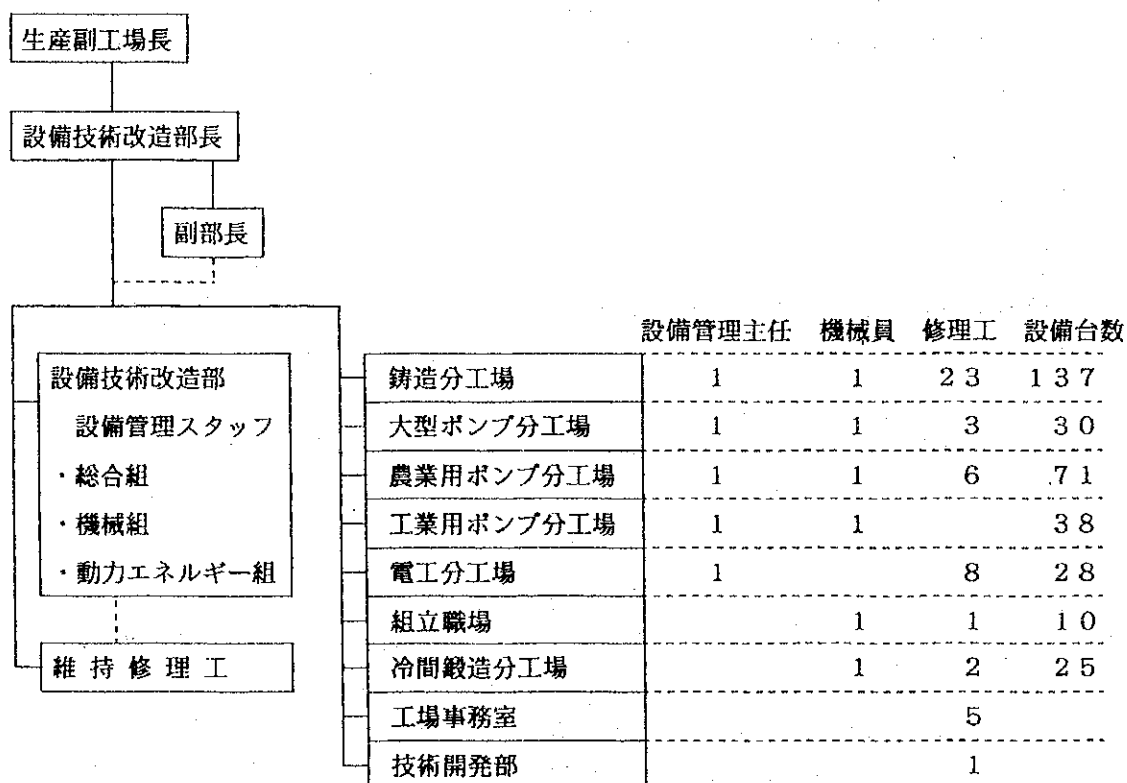 生産副工場長
設備技術改造部長
副部長
設備管理主任 機械員 修理工 設備台数
設備技術改造部
設備管理スタッフ
・総合組
・機械組
・動力エネルギー組
維持修理工
鋳造分工場 1 1 23 137
大型ポンプ分工場 1 1 3 30
農業用ポンプ分工場 1 1 6 71
工業用ポンプ分工場 1 1 38
電工分工場 1 8 28
組立職場 1 1 10
冷間鍛造分工場 1 2 25
工場事務室 5
技術開発部 1